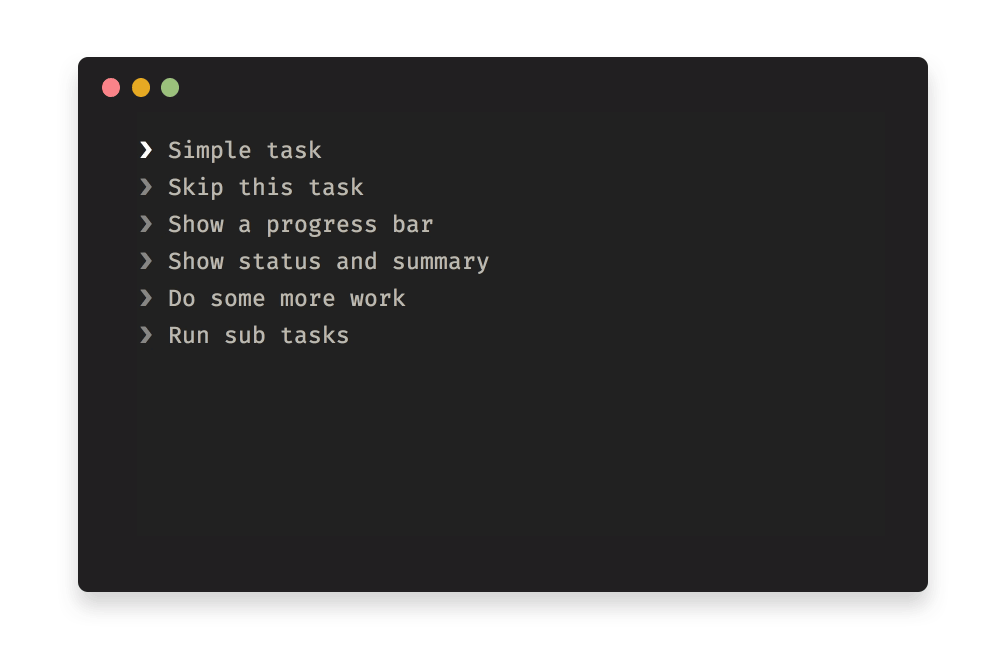 ❯ Simple task
❯ Skip this task
❯ Show a progress bar
❯ Show status and summary
❯ Do some more work
❯ Run sub tasks